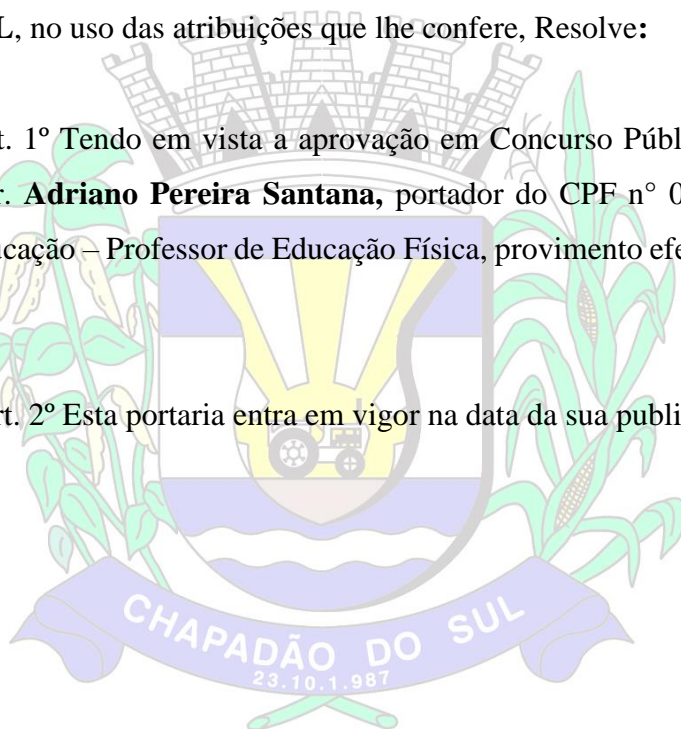 L, no uso das atribuições que lhe confere, Resolve:
t. 1º Tendo em vista a aprovação em Concurso Públ
r. Adriano Pereira Santana, portador do CPF n° 0
ucação – Professor de Educação Física, provimento efe
rt. 2º Esta portaria entra em vigor na data da sua publi
CHAPADÃO DO SUL
23.10.1.987